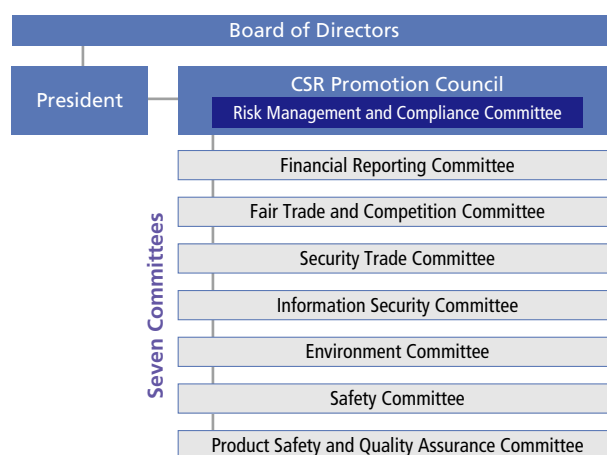 Board of Directors
President
CSR Promotion Council
Risk Management and Compliance Committee
Seven Committees
Financial Reporting Committee
Fair Trade and Competition Committee
Security Trade Committee
Information Security Committee
Environment Committee
Safety Committee
Product Safety and Quality Assurance Committee